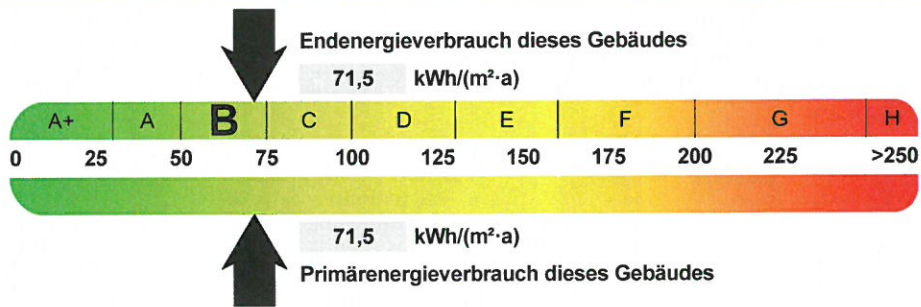 Endenergieverbrauch dieses Gebäudes
71,5 kWh/(m²·a)
A+ A B C D E F G H
0 25 50 75 100 125 150 175 200 225 >250
71,5 kWh/(m²·a)
Primärenergieverbrauch dieses Gebäudes